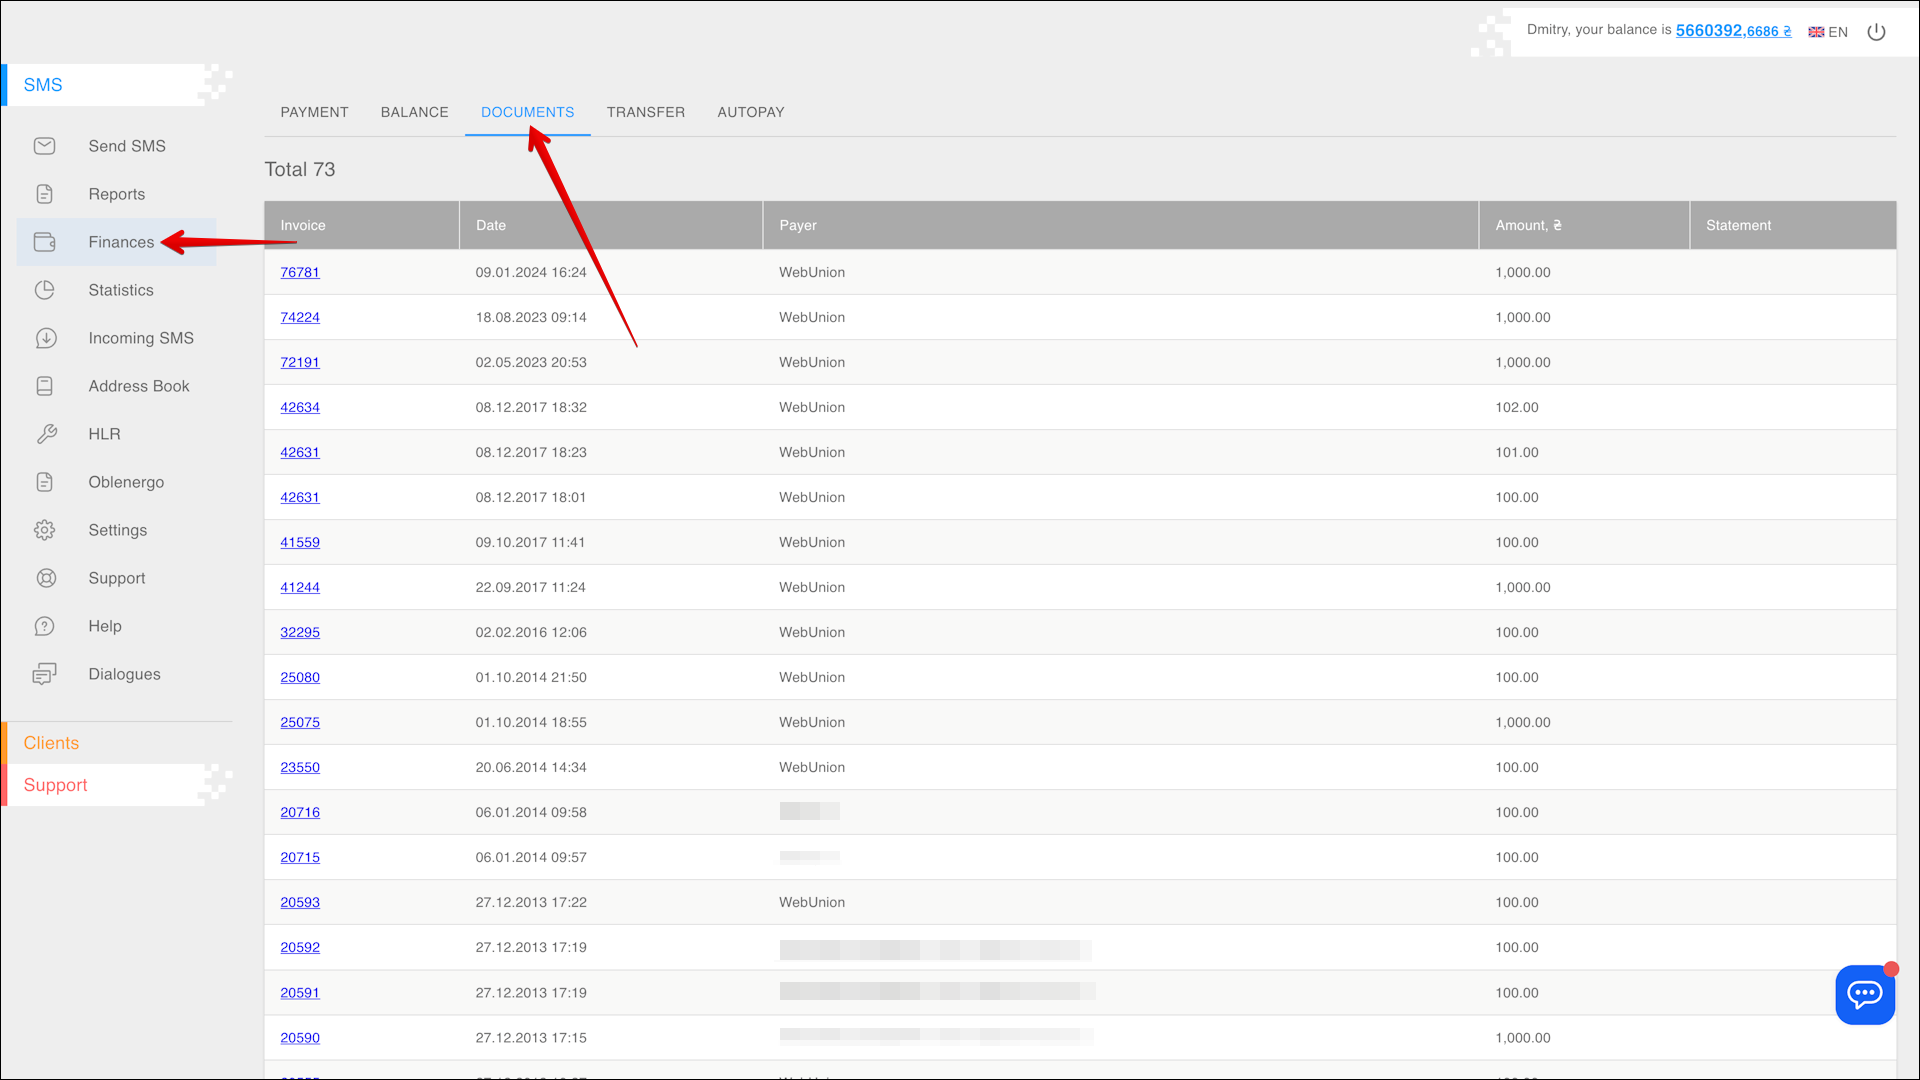 Dmitry, your balance is 5660392,6686 ₴ EN
SMS
PAYMENT BALANCE DOCUMENTS TRANSFER AUTOPAY
Send SMS
Reports
Finances
Statistics
Incoming SMS
Address Book
HLR
Oblenergo
Settings
Support
Help
Dialogues
Clients
Support
Total 73
Invoice Date Payer Amount, ₴ Statement
76781 09.01.2024 16:24 WebUnion 1,000.00
74224 18.08.2023 09:14 WebUnion 1,000.00
72191 02.05.2023 20:53 WebUnion 1,000.00
42634 08.12.2017 18:32 WebUnion 102.00
42631 08.12.2017 18:23 WebUnion 101.00
42631 08.12.2017 18:01 WebUnion 100.00
41559 09.10.2017 11:41 WebUnion 100.00
41244 22.09.2017 11:24 WebUnion 1,000.00
32295 02.02.2016 12:06 WebUnion 100.00
25080 01.10.2014 21:50 WebUnion 100.00
25075 01.10.2014 18:55 WebUnion 1,000.00
23550 20.06.2014 14:34 WebUnion 100.00
20716 06.01.2014 09:58 100.00
20715 06.01.2014 09:57 100.00
20593 27.12.2013 17:22 WebUnion 100.00
20592 27.12.2013 17:19 100.00
20591 27.12.2013 17:19 100.00
20590 27.12.2013 17:15 1,000.00